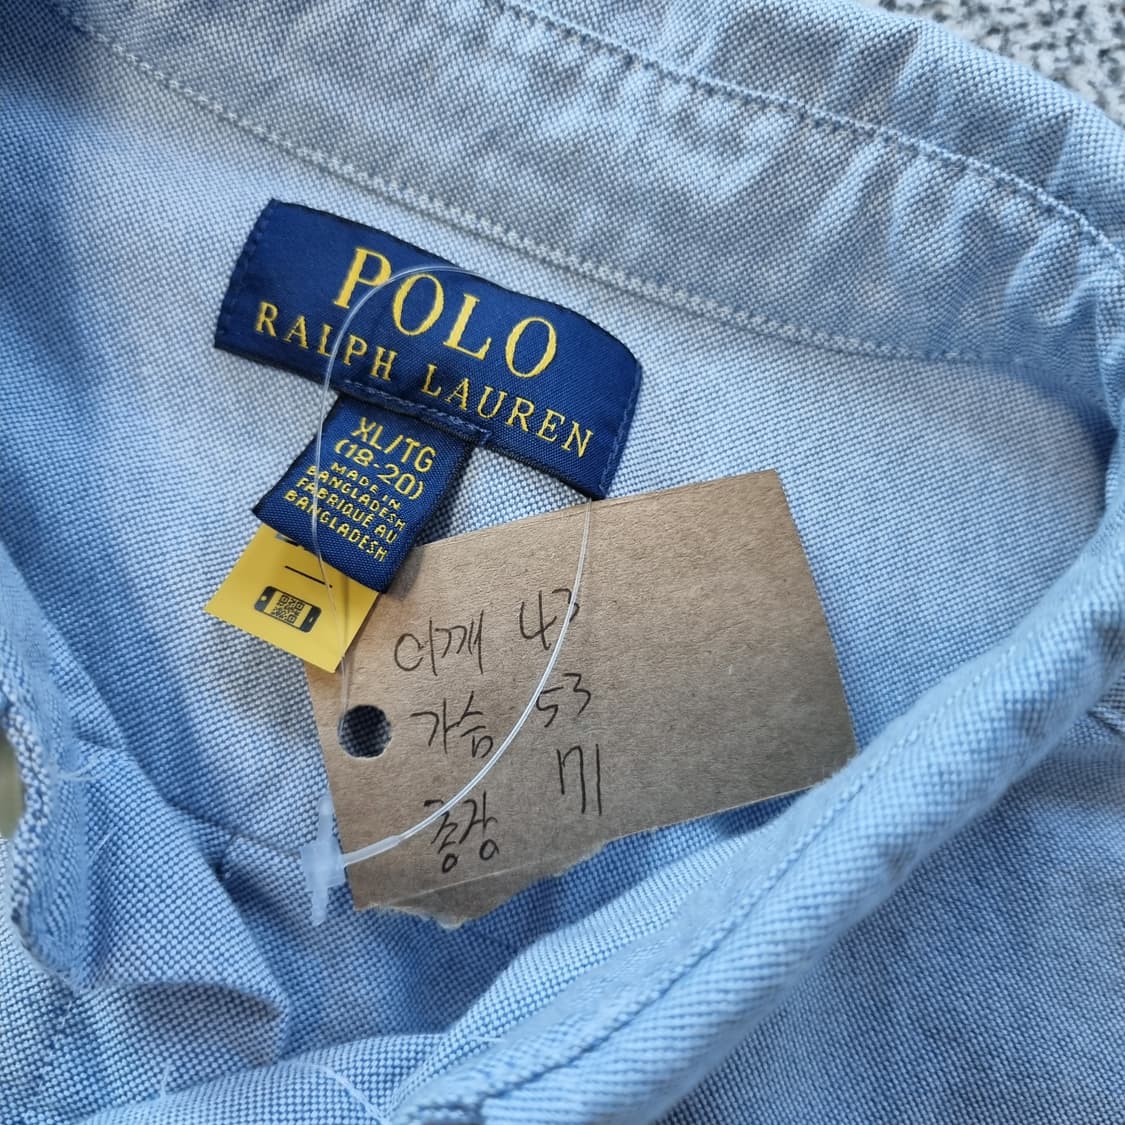 POLO
RALPH LAUREN
XL/TG
(18-20)
MADE IN
BANGLADESH
FABRIQUÉ AU
BANGLADESH
어깨 43
가슴 53
총장 71